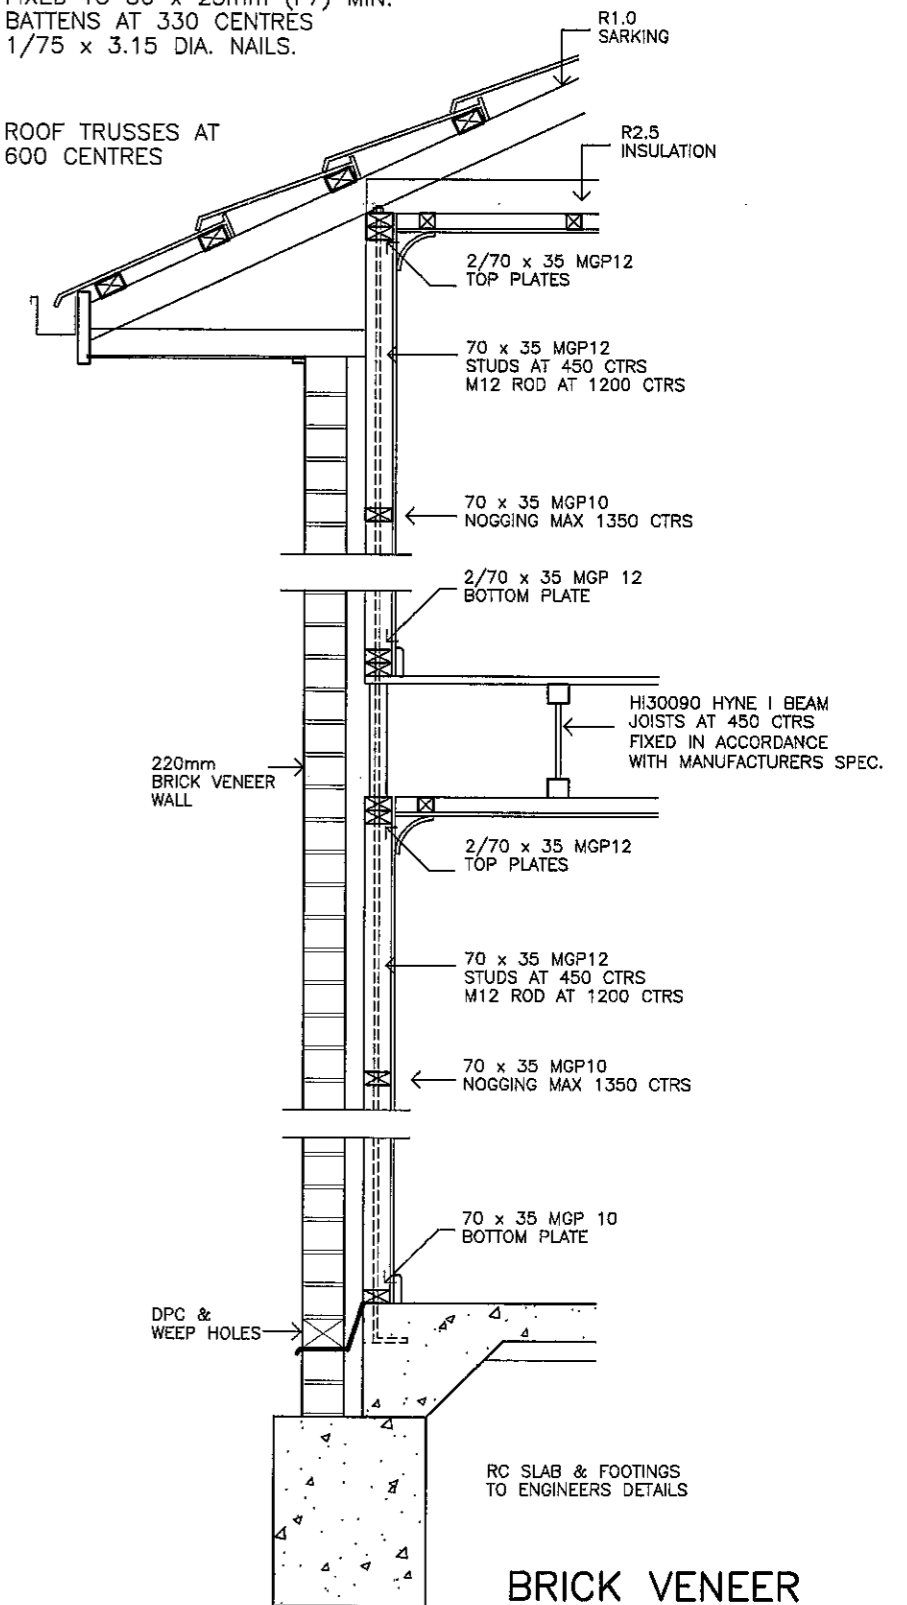 BATTENS AT 330 CENTRES
1/75 x 3.15 DIA. NAILS.
R1.0
SARKING
ROOF TRUSSES AT
600 CENTRES
R2.5
INSULATION
2/70 x 35 MGP12
TOP PLATES
70 x 35 MGP12
STUDS AT 450 CTRS
M12 ROD AT 1200 CTRS
70 x 35 MGP10
NOGGING MAX 1350 CTRS
2/70 x 35 MGP 12
BOTTOM PLATE
HI30090 HYNE I BEAM
JOISTS AT 450 CTRS
FIXED IN ACCORDANCE
WITH MANUFACTURERS SPEC.
220mm
BRICK VENEER
WALL
2/70 x 35 MGP12
TOP PLATES
70 x 35 MGP12
STUDS AT 450 CTRS
M12 ROD AT 1200 CTRS
70 x 35 MGP10
NOGGING MAX 1350 CTRS
70 x 35 MGP 10
BOTTOM PLATE
DPC &
WEEP HOLES
RC SLAB & FOOTINGS
TO ENGINEERS DETAILS
BRICK VENEER